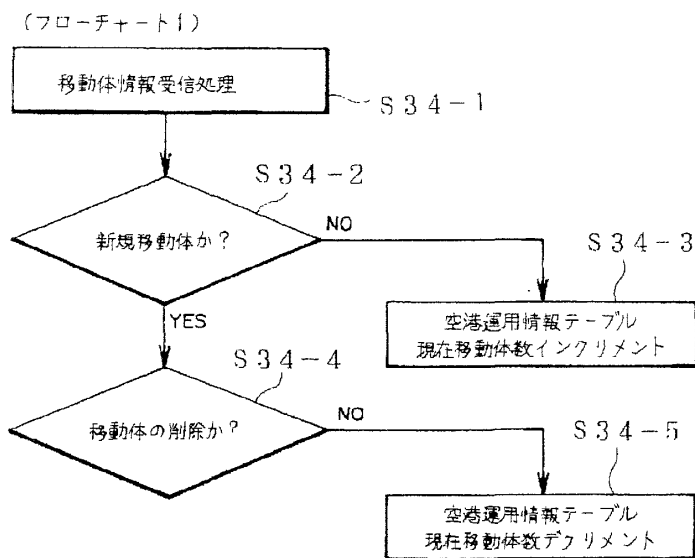 (フローチャート1)
移動体情報受信処理
S34-1
S34-2
新規移動体か?
NO
S34-3
空港運用情報テーブル
現在移動体数インクリメント
YES
S34-4
移動体の削除か?
NO
S34-5
空港運用情報テーブル
現在移動体数デクリメント